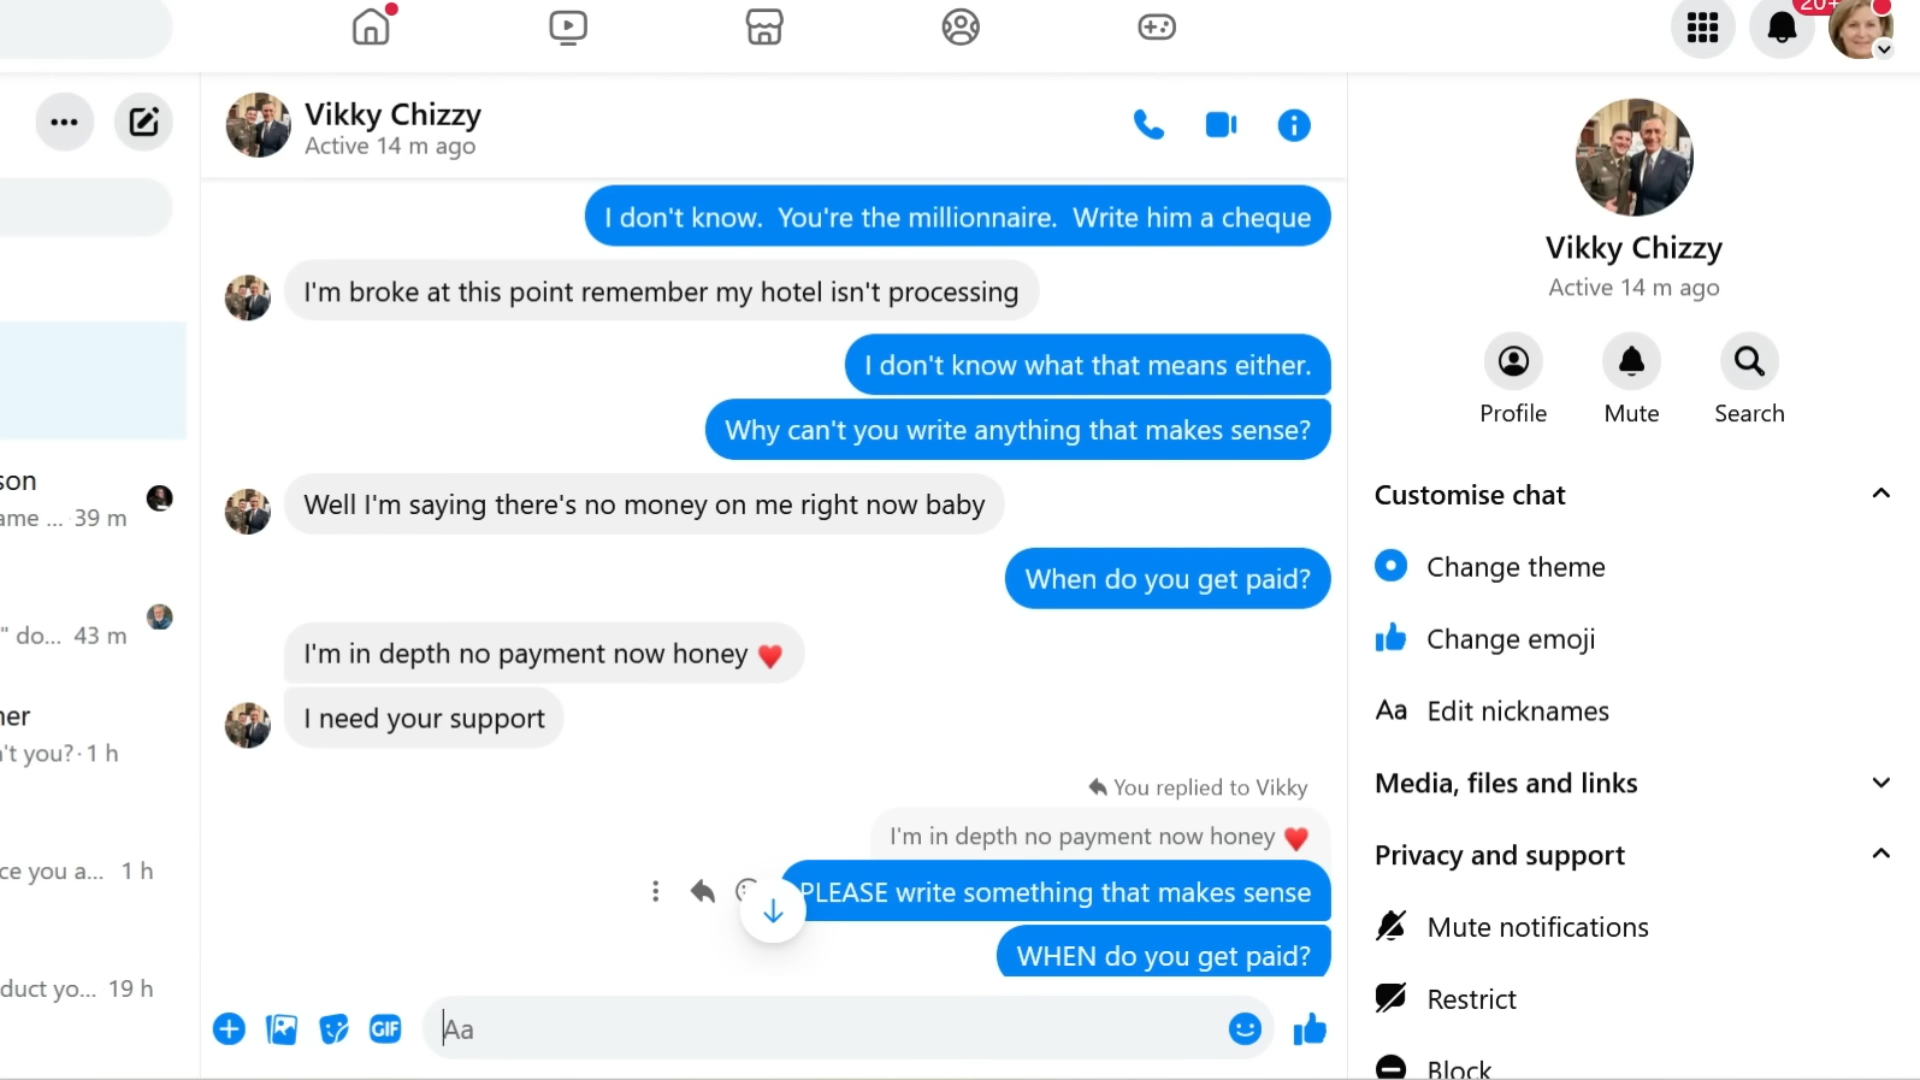 20+
Vikky Chizzy
Active 14 m ago
I don't know.  You're the millionnaire.  Write him a cheque
I'm broke at this point remember my hotel isn't processing
I don't know what that means either.
Why can't you write anything that makes sense?
Well I'm saying there's no money on me right now baby
When do you get paid?
I'm in depth no payment now honey ♥
I need your support
You replied to Vikky
I'm in depth no payment now honey ♥
PLEASE write something that makes sense
WHEN do you get paid?
GIF
Aa
son
ame ... 39 m
" do... 43 m
ner
't you? · 1 h
ce you a... 1 h
duct yo... 19 h
Vikky Chizzy
Active 14 m ago
Profile
Mute
Search
Customise chat
Change theme
Change emoji
Aa Edit nicknames
Media, files and links
Privacy and support
Mute notifications
Restrict
Block